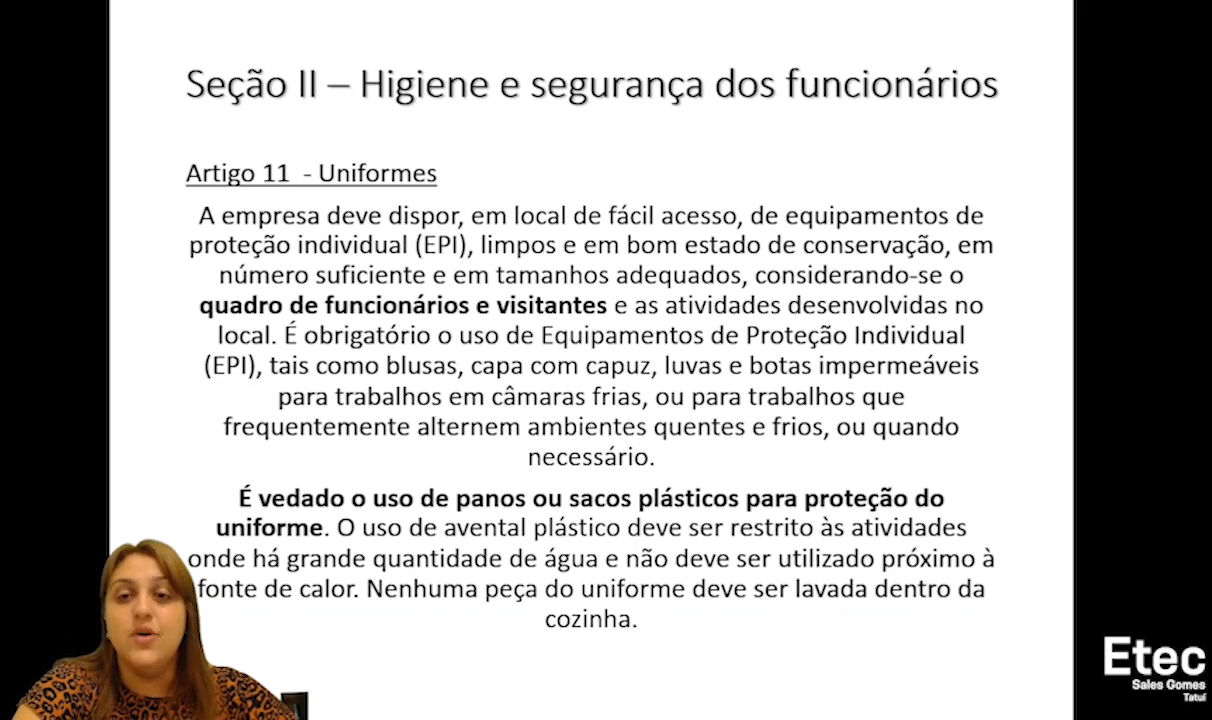 Seção II – Higiene e segurança dos funcionários
Artigo 11  - Uniformes
A empresa deve dispor, em local de fácil acesso, de equipamentos de
proteção individual (EPI), limpos e em bom estado de conservação, em
número suficiente e em tamanhos adequados, considerando-se o
quadro de funcionários e visitantes e as atividades desenvolvidas no
local. É obrigatório o uso de Equipamentos de Proteção Individual
(EPI), tais como blusas, capa com capuz, luvas e botas impermeáveis
para trabalhos em câmaras frias, ou para trabalhos que
frequentemente alternem ambientes quentes e frios, ou quando
necessário.
É vedado o uso de panos ou sacos plásticos para proteção do
uniforme. O uso de avental plástico deve ser restrito às atividades
onde há grande quantidade de água e não deve ser utilizado próximo à
fonte de calor. Nenhuma peça do uniforme deve ser lavada dentro da
cozinha.
Etec
Sales Gomes
Tatuí